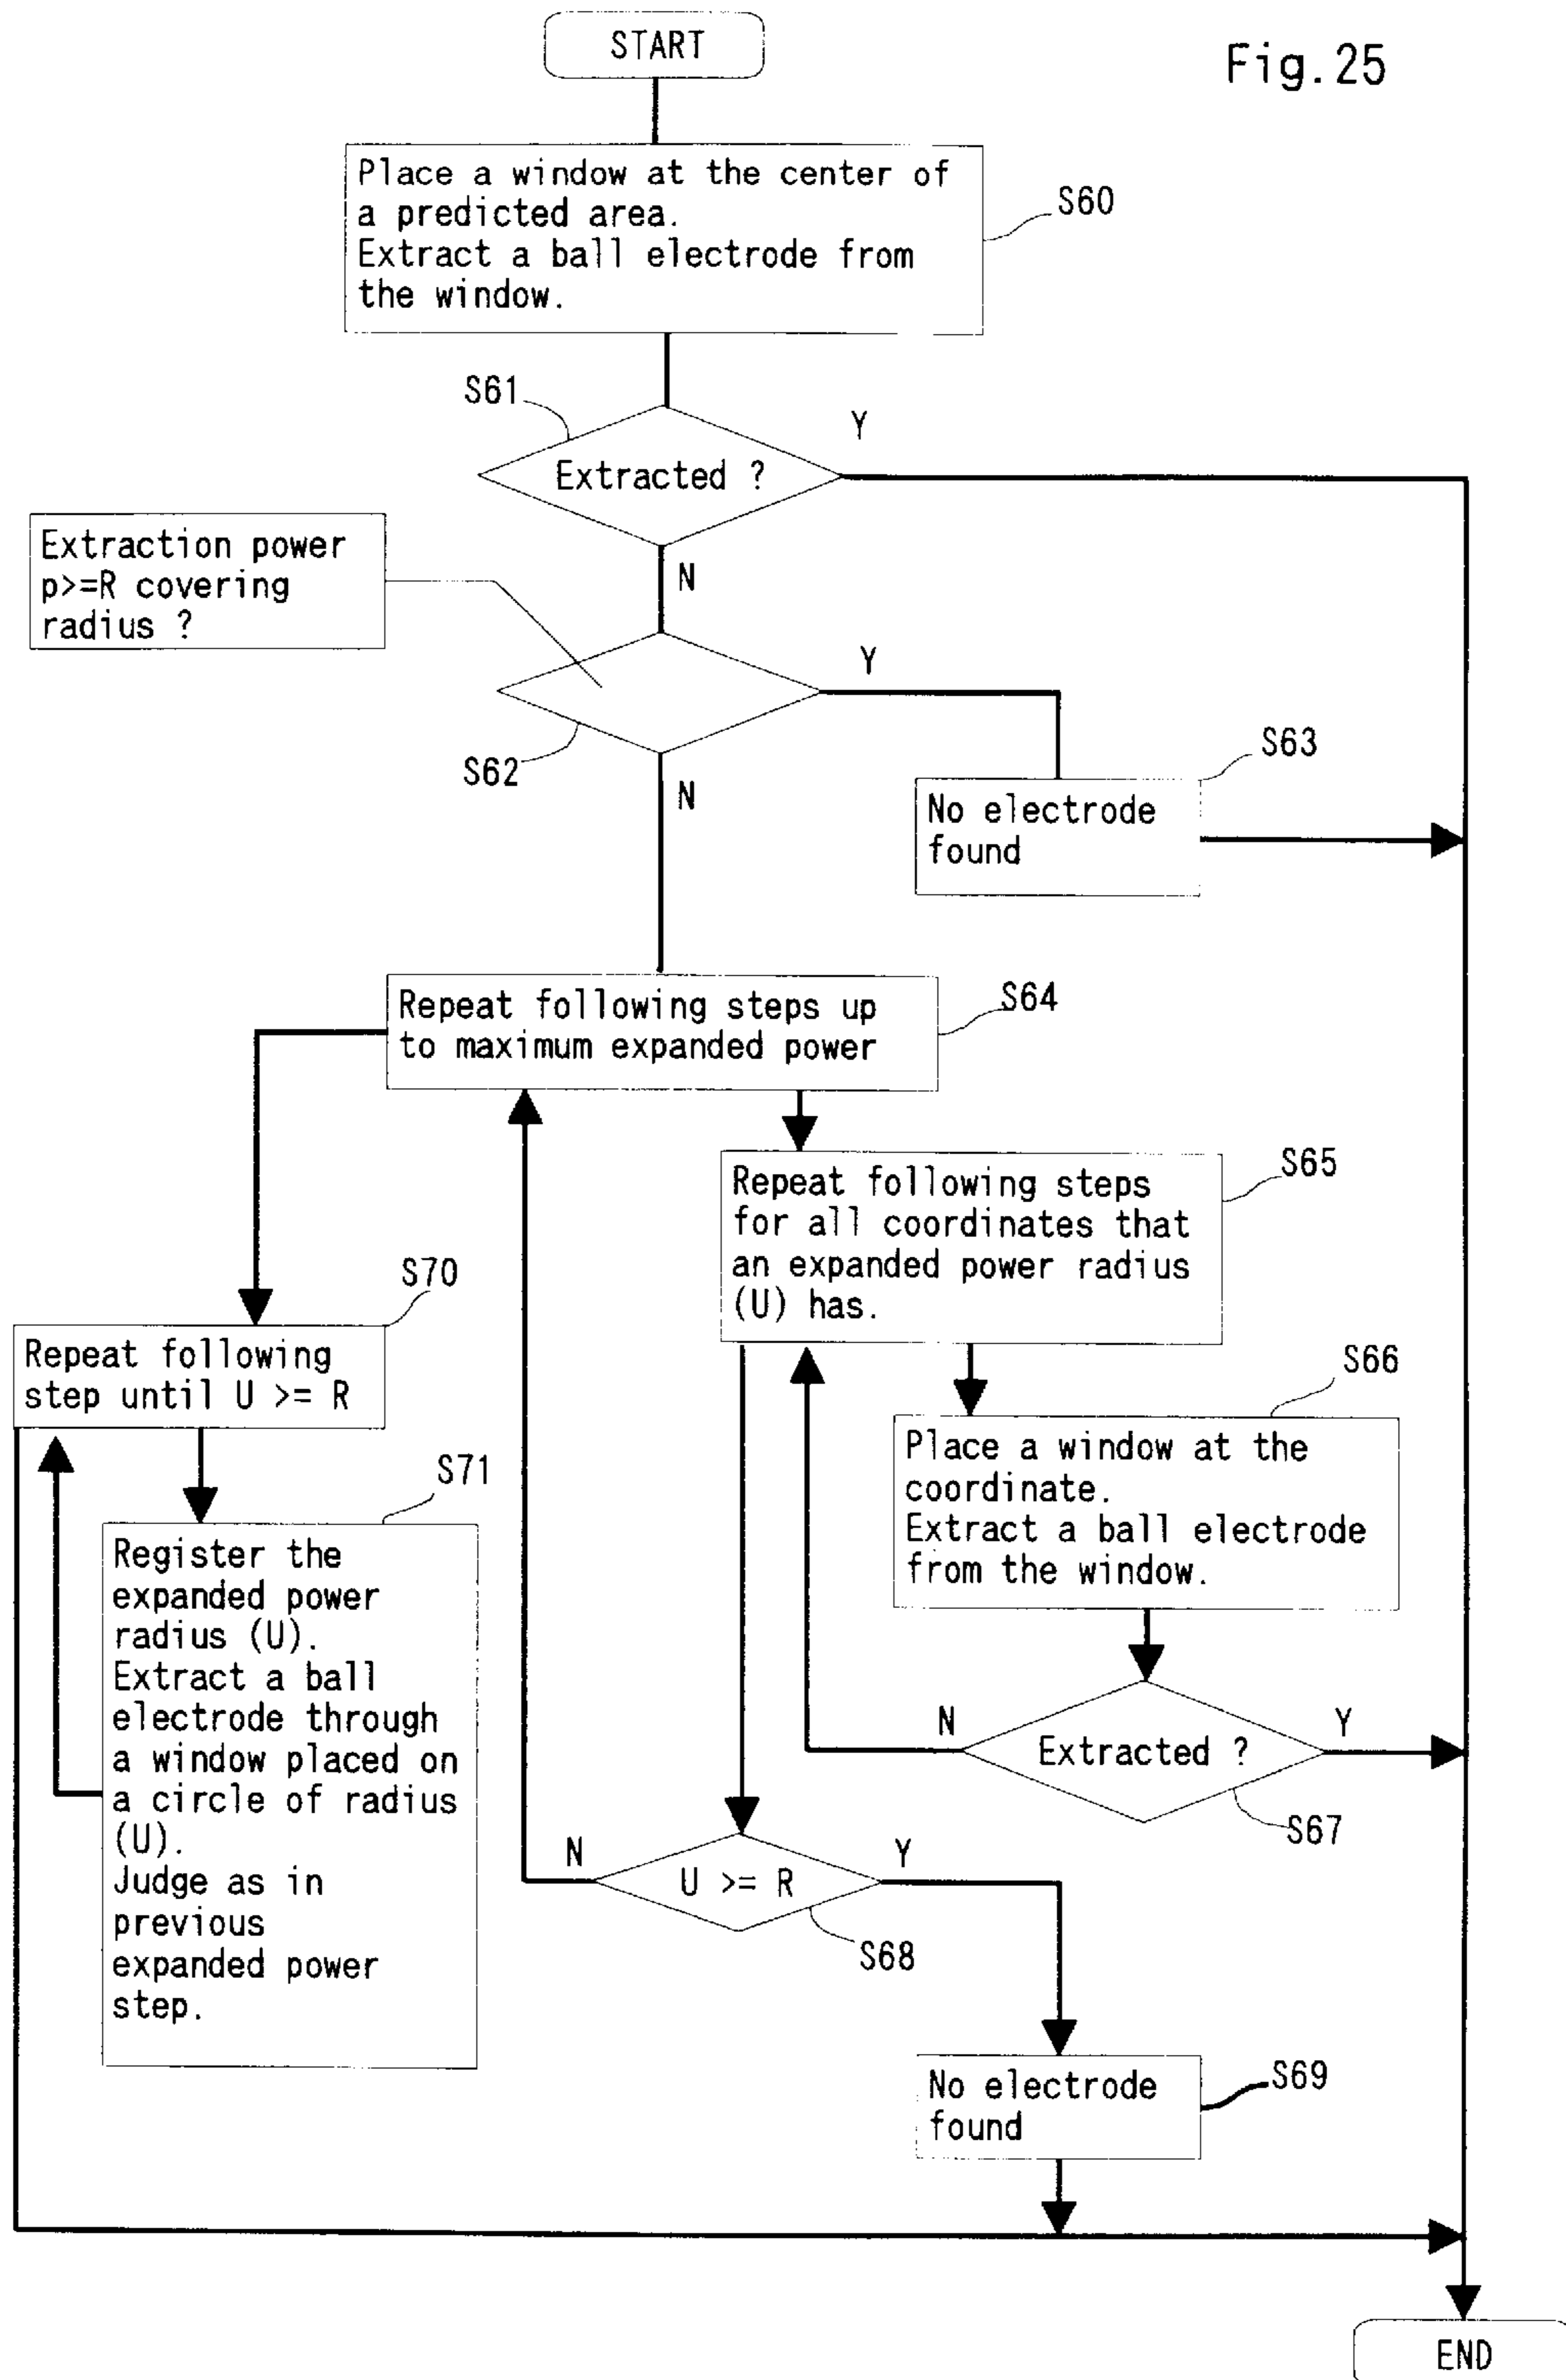 START
Fig.25
Place a window at the center of
a predicted area.
Extract a ball electrode from
the window.
S60
S61
Extracted ?
Y
N
Extraction power
p>=R covering
radius ?
Y
S62
N
S63
No electrode
found
Repeat following steps up
to maximum expanded power
S64
Repeat following steps
for all coordinates that
an expanded power radius
(U) has.
S65
S70
Repeat following
step until U >= R
S66
Place a window at the
coordinate.
Extract a ball electrode
from the window.
S71
Register the
expanded power
radius (U).
Extract a ball
electrode through
a window placed on
a circle of radius
(U).
Judge as in
previous
expanded power
step.
N
Extracted ?
Y
S67
N
U >= R
Y
S68
No electrode
found
S69
END